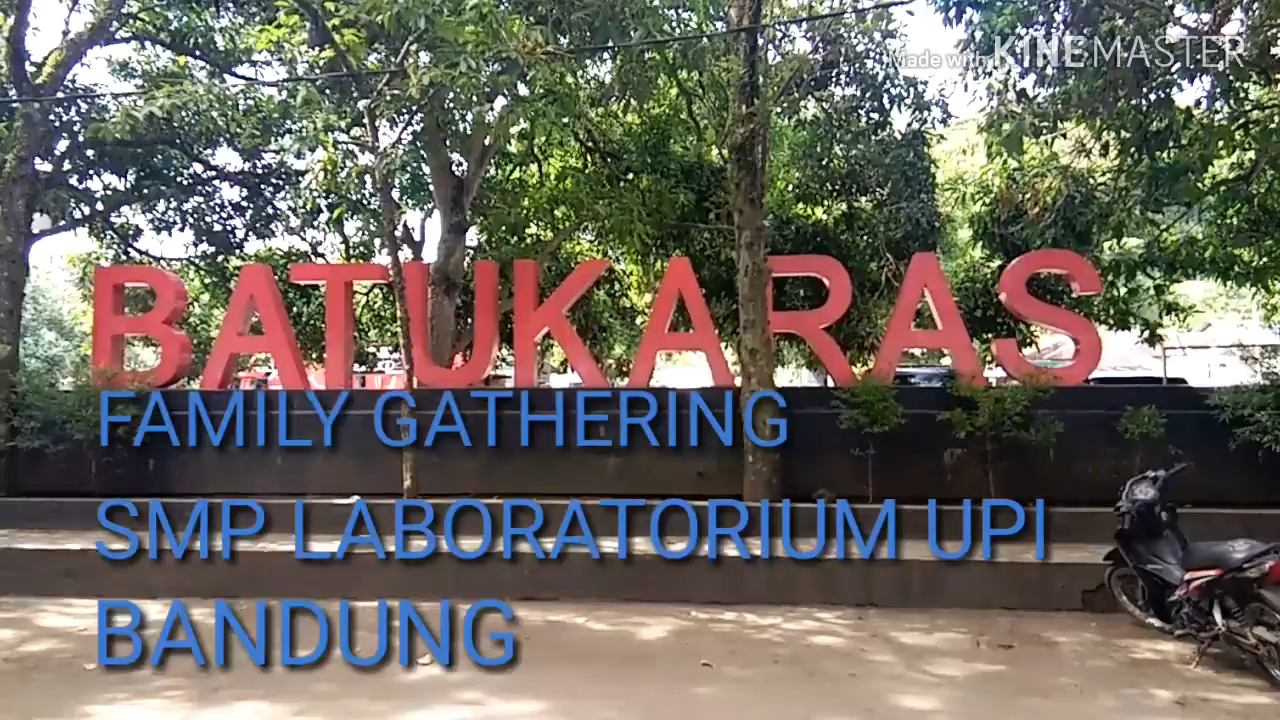 Made with KINEMASTER
BATUKARAS
FAMILY GATHERING
SMP LABORATORIUM UPI
BANDUNG